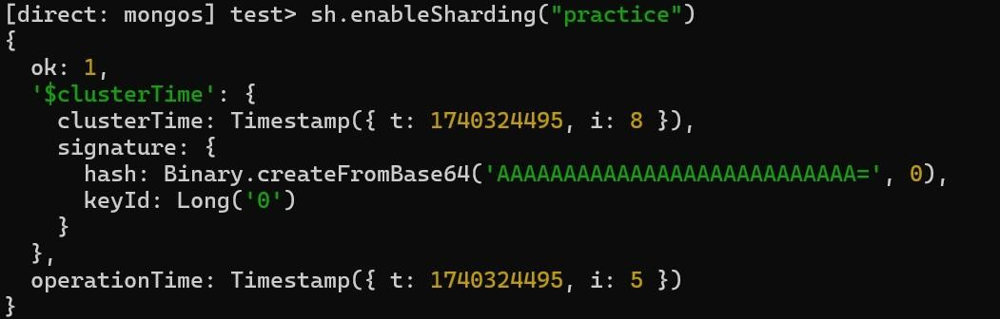 [direct: mongos] test> sh.enableSharding("practice")
{
  ok: 1,
  '$clusterTime': {
    clusterTime: Timestamp({ t: 1740324495, i: 8 }),
    signature: {
      hash: Binary.createFromBase64('AAAAAAAAAAAAAAAAAAAAAAAAAAA=', 0),
      keyId: Long('0')
    }
  },
  operationTime: Timestamp({ t: 1740324495, i: 5 })
}